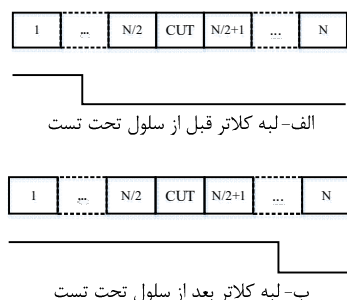 1 ... N/2 CUT N/2+1 ... N
الف- لبه کلاتر قبل از سلول تحت تست
1 ... N/2 CUT N/2+1 ... N
ب- لبه کلاتر بعد از سلول تحت تست